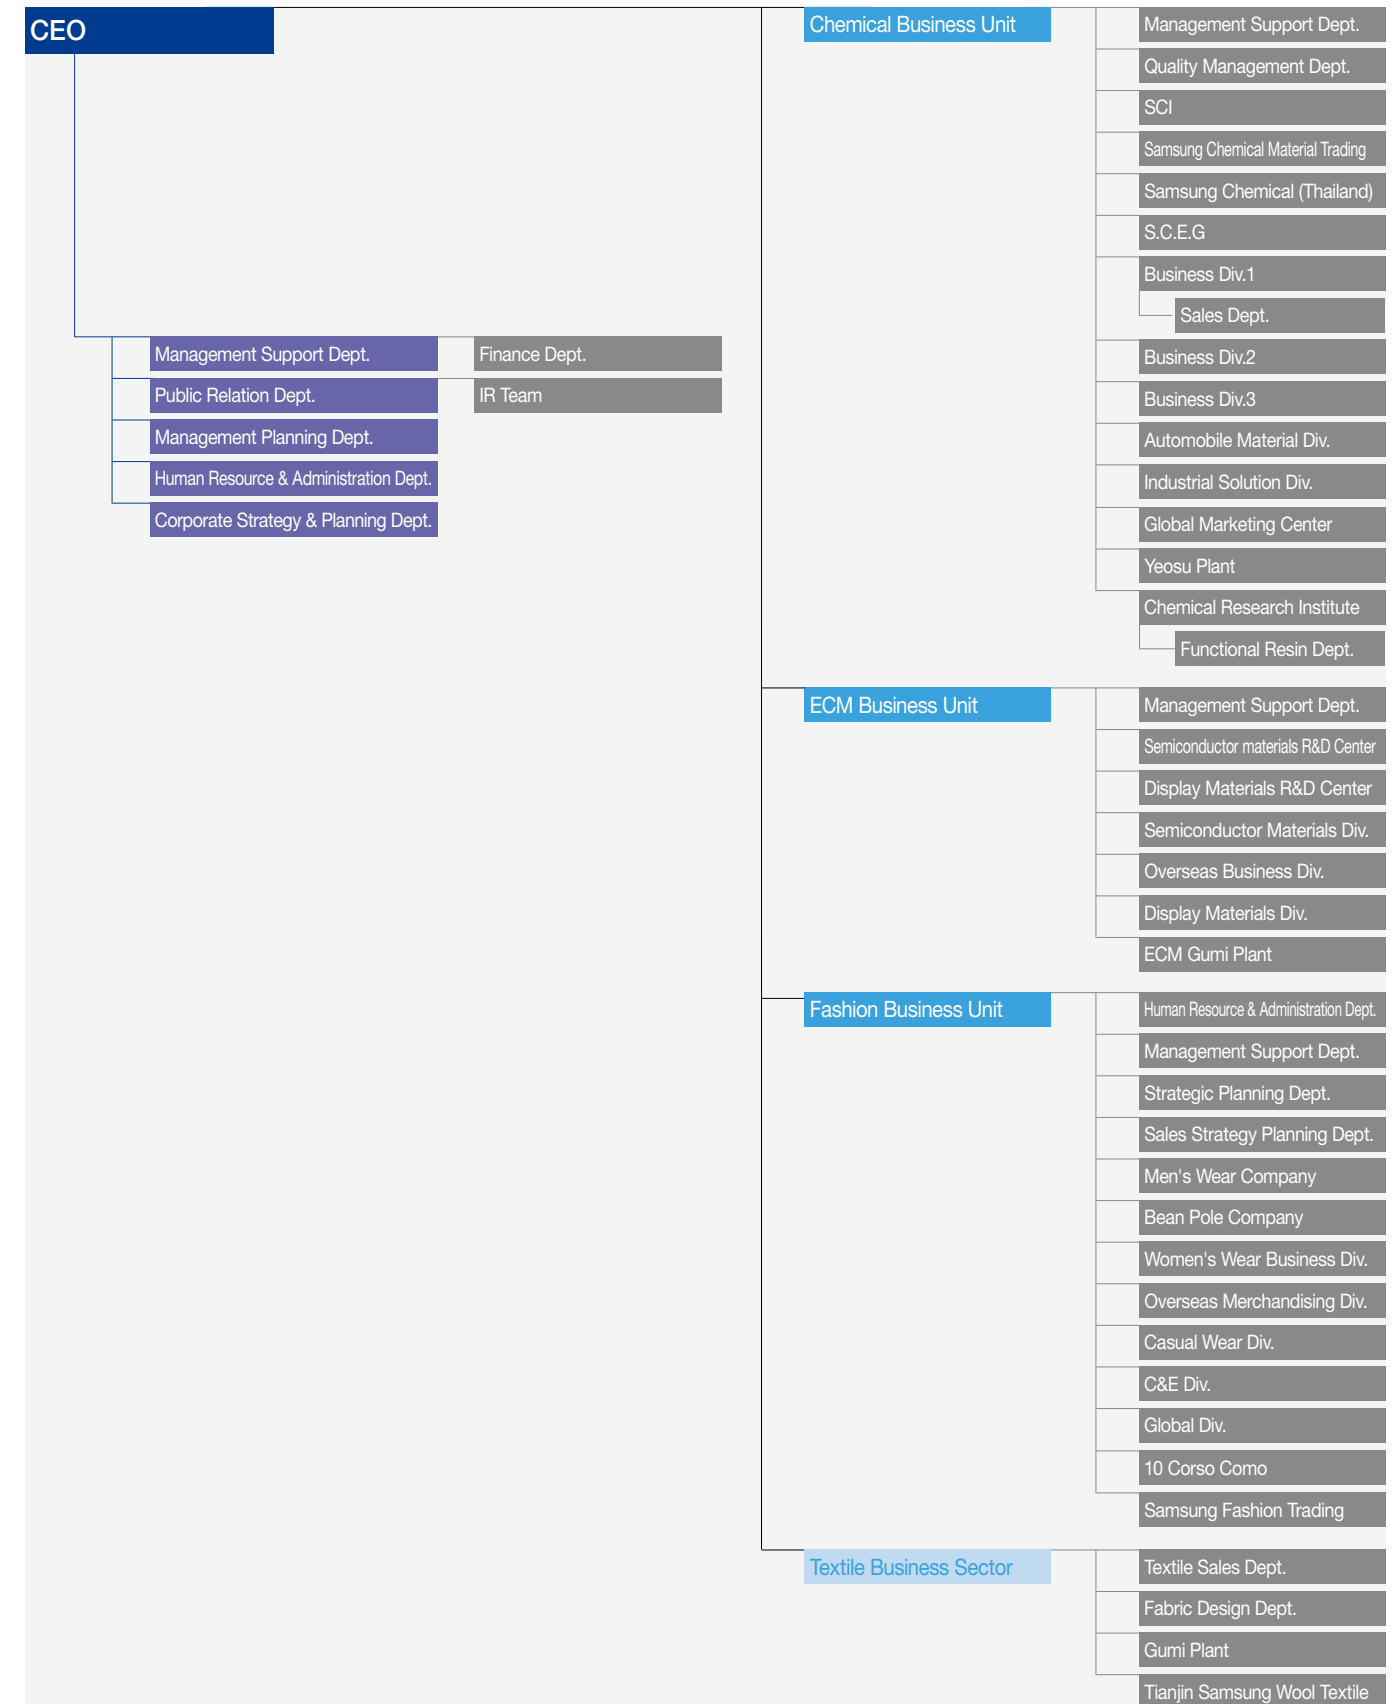 CEO
Management Support Dept.
Finance Dept.
Public Relation Dept.
IR Team
Management Planning Dept.
Human Resource & Administration Dept.
Corporate Strategy & Planning Dept.
Chemical Business Unit
Management Support Dept.
Quality Management Dept.
SCI
Samsung Chemical Material Trading
Samsung Chemical (Thailand)
S.C.E.G
Business Div.1
Sales Dept.
Business Div.2
Business Div.3
Automobile Material Div.
Industrial Solution Div.
Global Marketing Center
Yeosu Plant
Chemical Research Institute
Functional Resin Dept.
ECM Business Unit
Management Support Dept.
Semiconductor materials R&D Center
Display Materials R&D Center
Semiconductor Materials Div.
Overseas Business Div.
Display Materials Div.
ECM Gumi Plant
Fashion Business Unit
Human Resource & Administration Dept.
Management Support Dept.
Strategic Planning Dept.
Sales Strategy Planning Dept.
Men's Wear Company
Bean Pole Company
Women's Wear Business Div.
Overseas Merchandising Div.
Casual Wear Div.
C&E Div.
Global Div.
10 Corso Como
Samsung Fashion Trading
Textile Business Sector
Textile Sales Dept.
Fabric Design Dept.
Gumi Plant
Tianjin Samsung Wool Textile